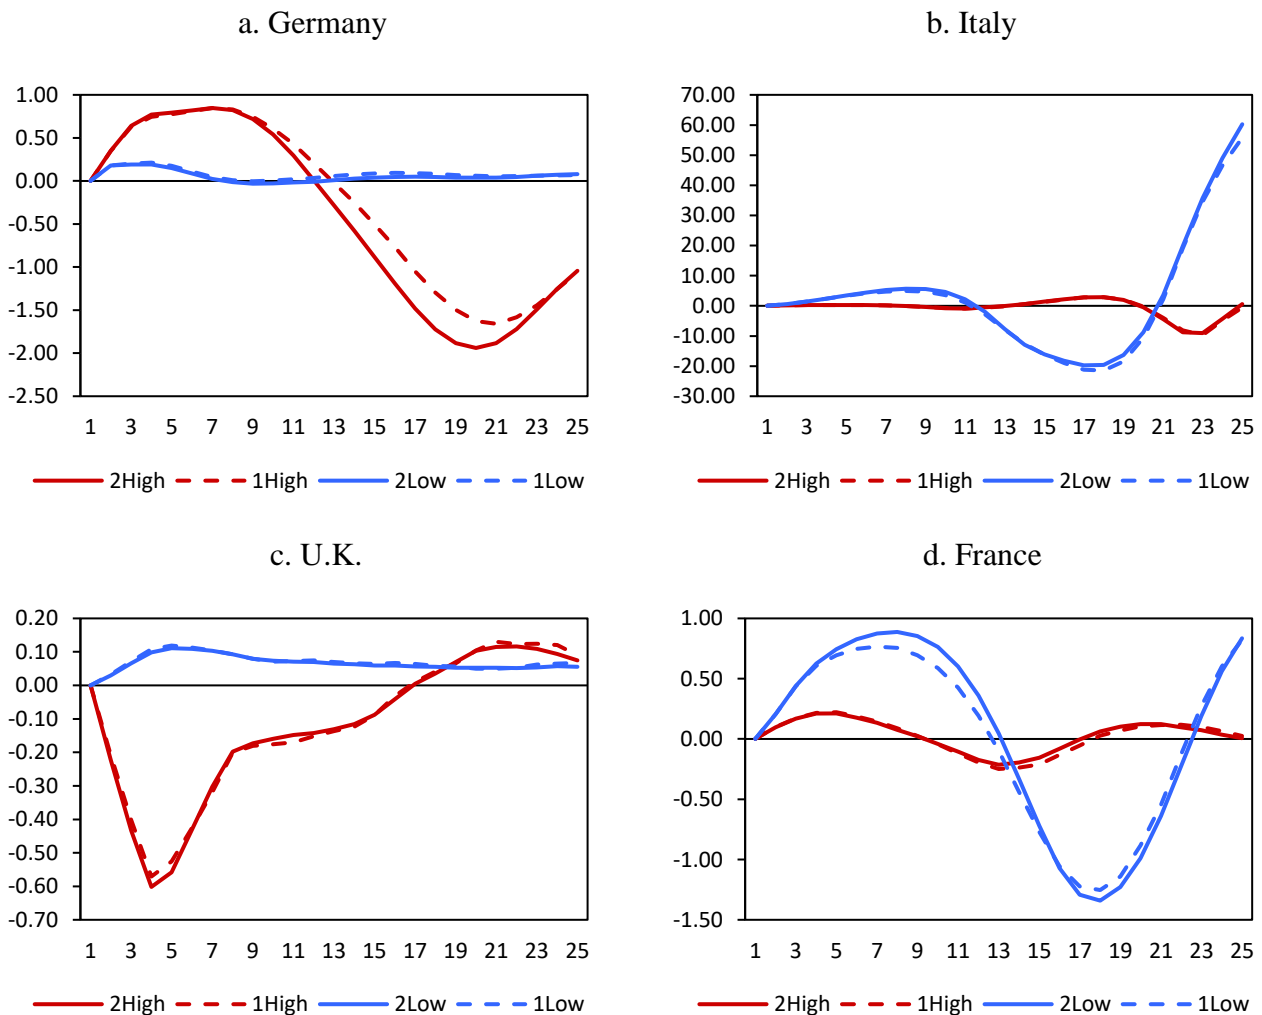 a. Germany
1.00
0.50
0.00
-0.50
-1.00
-1.50
-2.00
-2.50
1 3 5 7 9 11 13 15 17 19 21 23 25
2High 1High 2Low 1Low
b. Italy
70.00
60.00
50.00
40.00
30.00
20.00
10.00
0.00
-10.00
-20.00
-30.00
1 3 5 7 9 11 13 15 17 19 21 23 25
2High 1High 2Low 1Low
c. U.K.
0.20
0.10
0.00
-0.10
-0.20
-0.30
-0.40
-0.50
-0.60
-0.70
1 3 5 7 9 11 13 15 17 19 21 23 25
2High 1High 2Low 1Low
d. France
1.00
0.50
0.00
-0.50
-1.00
-1.50
1 3 5 7 9 11 13 15 17 19 21 23 25
2High 1High 2Low 1Low